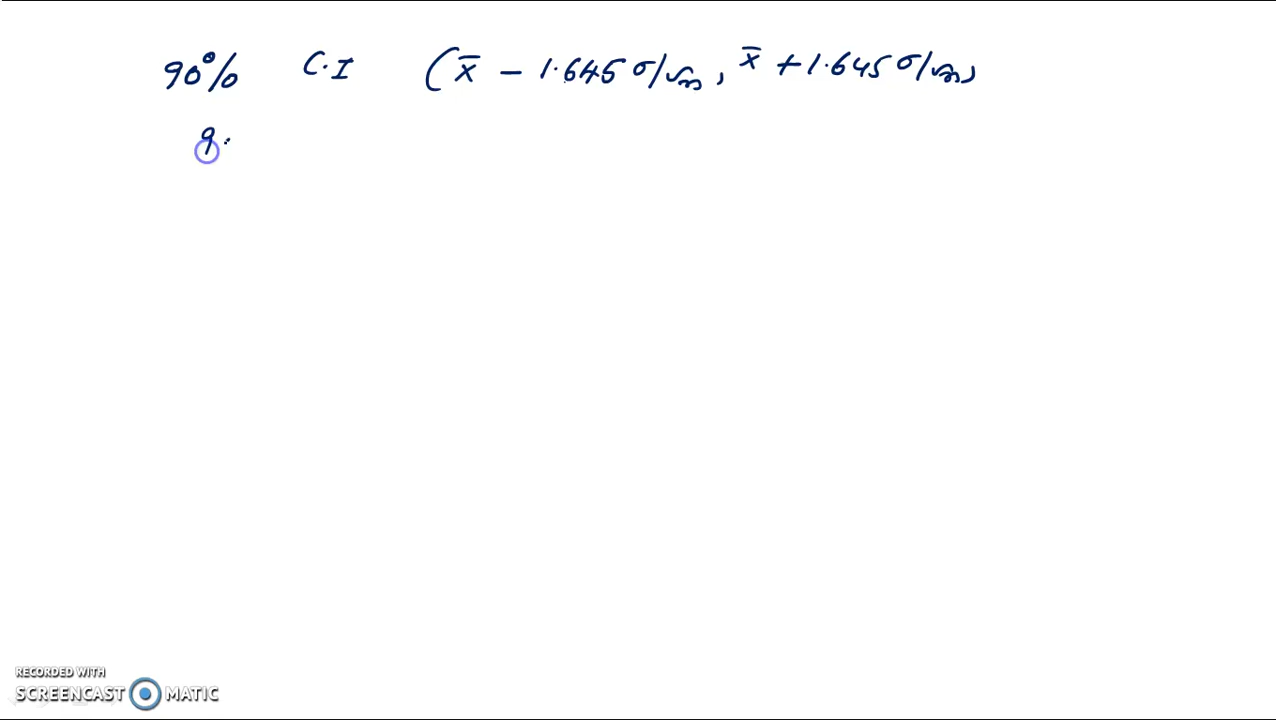 90% C.I (x̄ - 1.645 σ/√n, x̄ + 1.645 σ/√n)
9.
RECORDED WITH
SCREENCAST MATIC